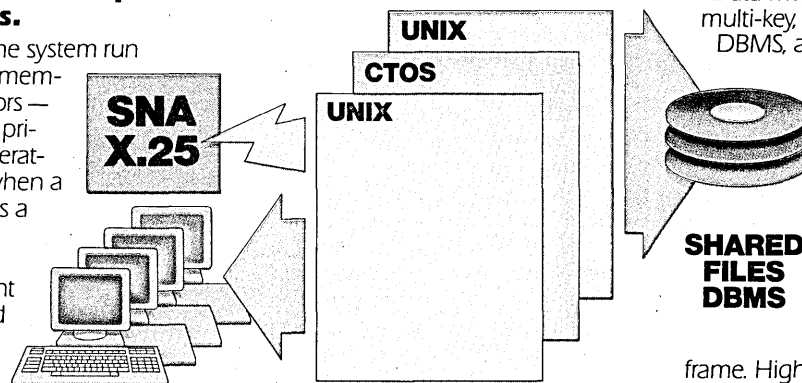 s.
ne system run
mem-
ors —
pri-
erat-
when a
s a
nt
d
SNA
X.25
UNIX
CTOS
UNIX
multi-key,
DBMS, a
SHARED
FILES
DBMS
frame. High